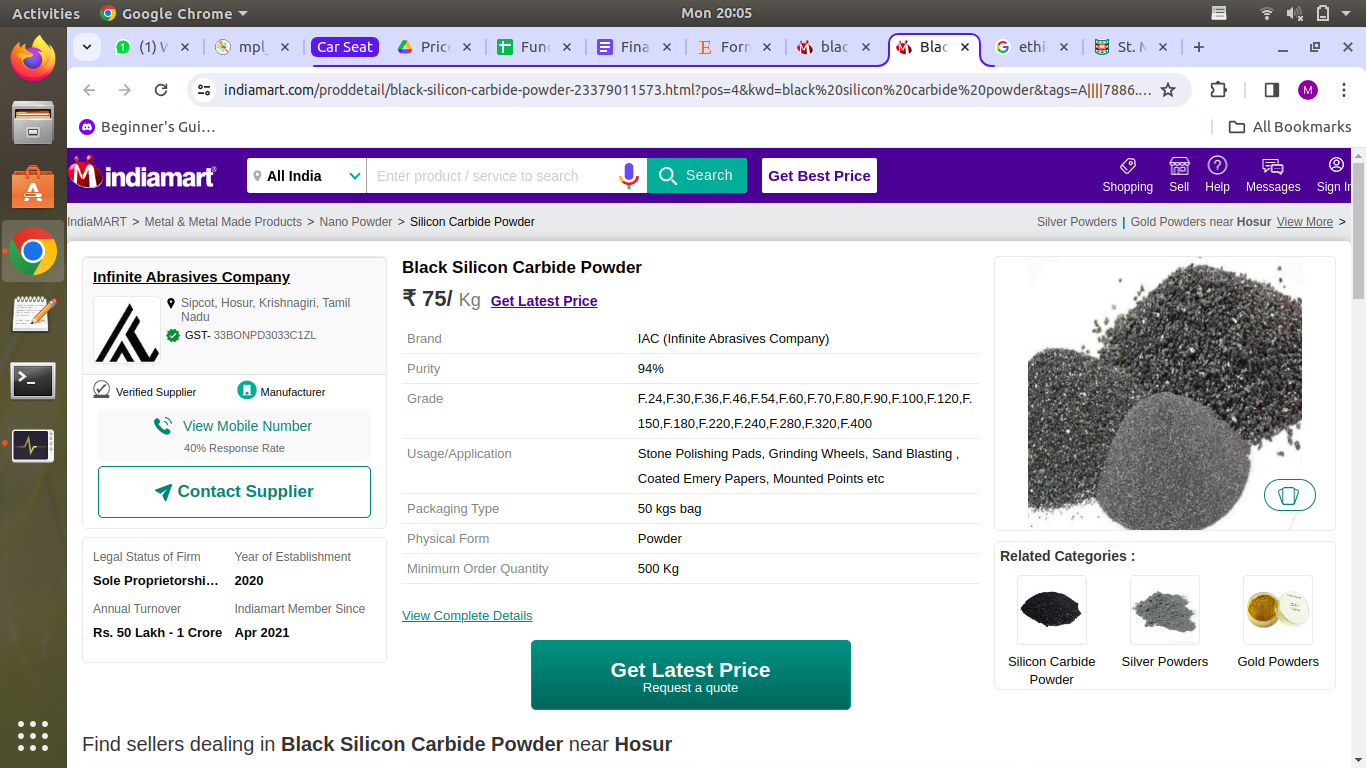 Activities
Google Chrome
Mon 20:05
(1) W
mpl_
Car Seat
Price
Func
Fina
Form
blac
Blac
ethi
St. M
indiamart.com/proddetail/black-silicon-carbide-powder-23379011573.html?pos=4&kwd=black%20silicon%20carbide%20powder&tags=A||||7886....
M
Beginner's Gui...
All Bookmarks
indiamart
All India
Enter product / service to search
Search
Get Best Price
Shopping
Sell
Help
Messages
Sign In
IndiaMART > Metal & Metal Made Products > Nano Powder > Silicon Carbide Powder
Silver Powders | Gold Powders near Hosur View More >
Infinite Abrasives Company
Sipcot, Hosur, Krishnagiri, Tamil
Nadu
GST- 33BONPD3033C1ZL
Verified Supplier
Manufacturer
View Mobile Number
40% Response Rate
Contact Supplier
Legal Status of Firm
Year of Establishment
Sole Proprietorshi...
2020
Annual Turnover
Indiamart Member Since
Rs. 50 Lakh - 1 Crore
Apr 2021
Black Silicon Carbide Powder
₹ 75/ Kg Get Latest Price
Brand
IAC (Infinite Abrasives Company)
Purity
94%
Grade
F.24,F.30,F.36,F.46,F.54,F.60,F.70,F.80,F.90,F.100,F.120,F.
150,F.180,F.220,F.240,F.280,F.320,F.400
Usage/Application
Stone Polishing Pads, Grinding Wheels, Sand Blasting ,
Coated Emery Papers, Mounted Points etc
Packaging Type
50 kgs bag
Physical Form
Powder
Minimum Order Quantity
500 Kg
View Complete Details
Get Latest Price
Request a quote
Related Categories :
Silicon Carbide
Powder
Silver Powders
Gold Powders
Find sellers dealing in Black Silicon Carbide Powder near Hosur